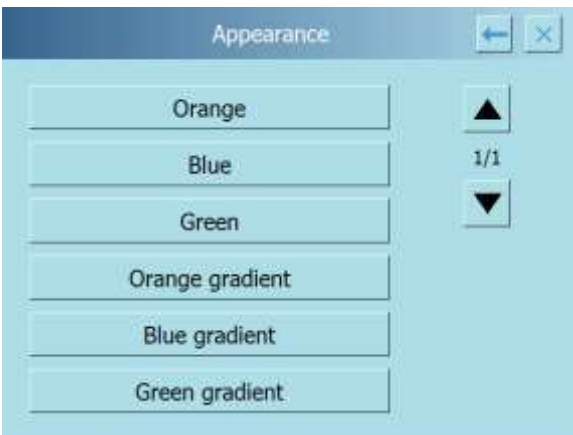 Appearance
Orange
1/1
Blue
Green
Orange gradient
Blue gradient
Green gradient